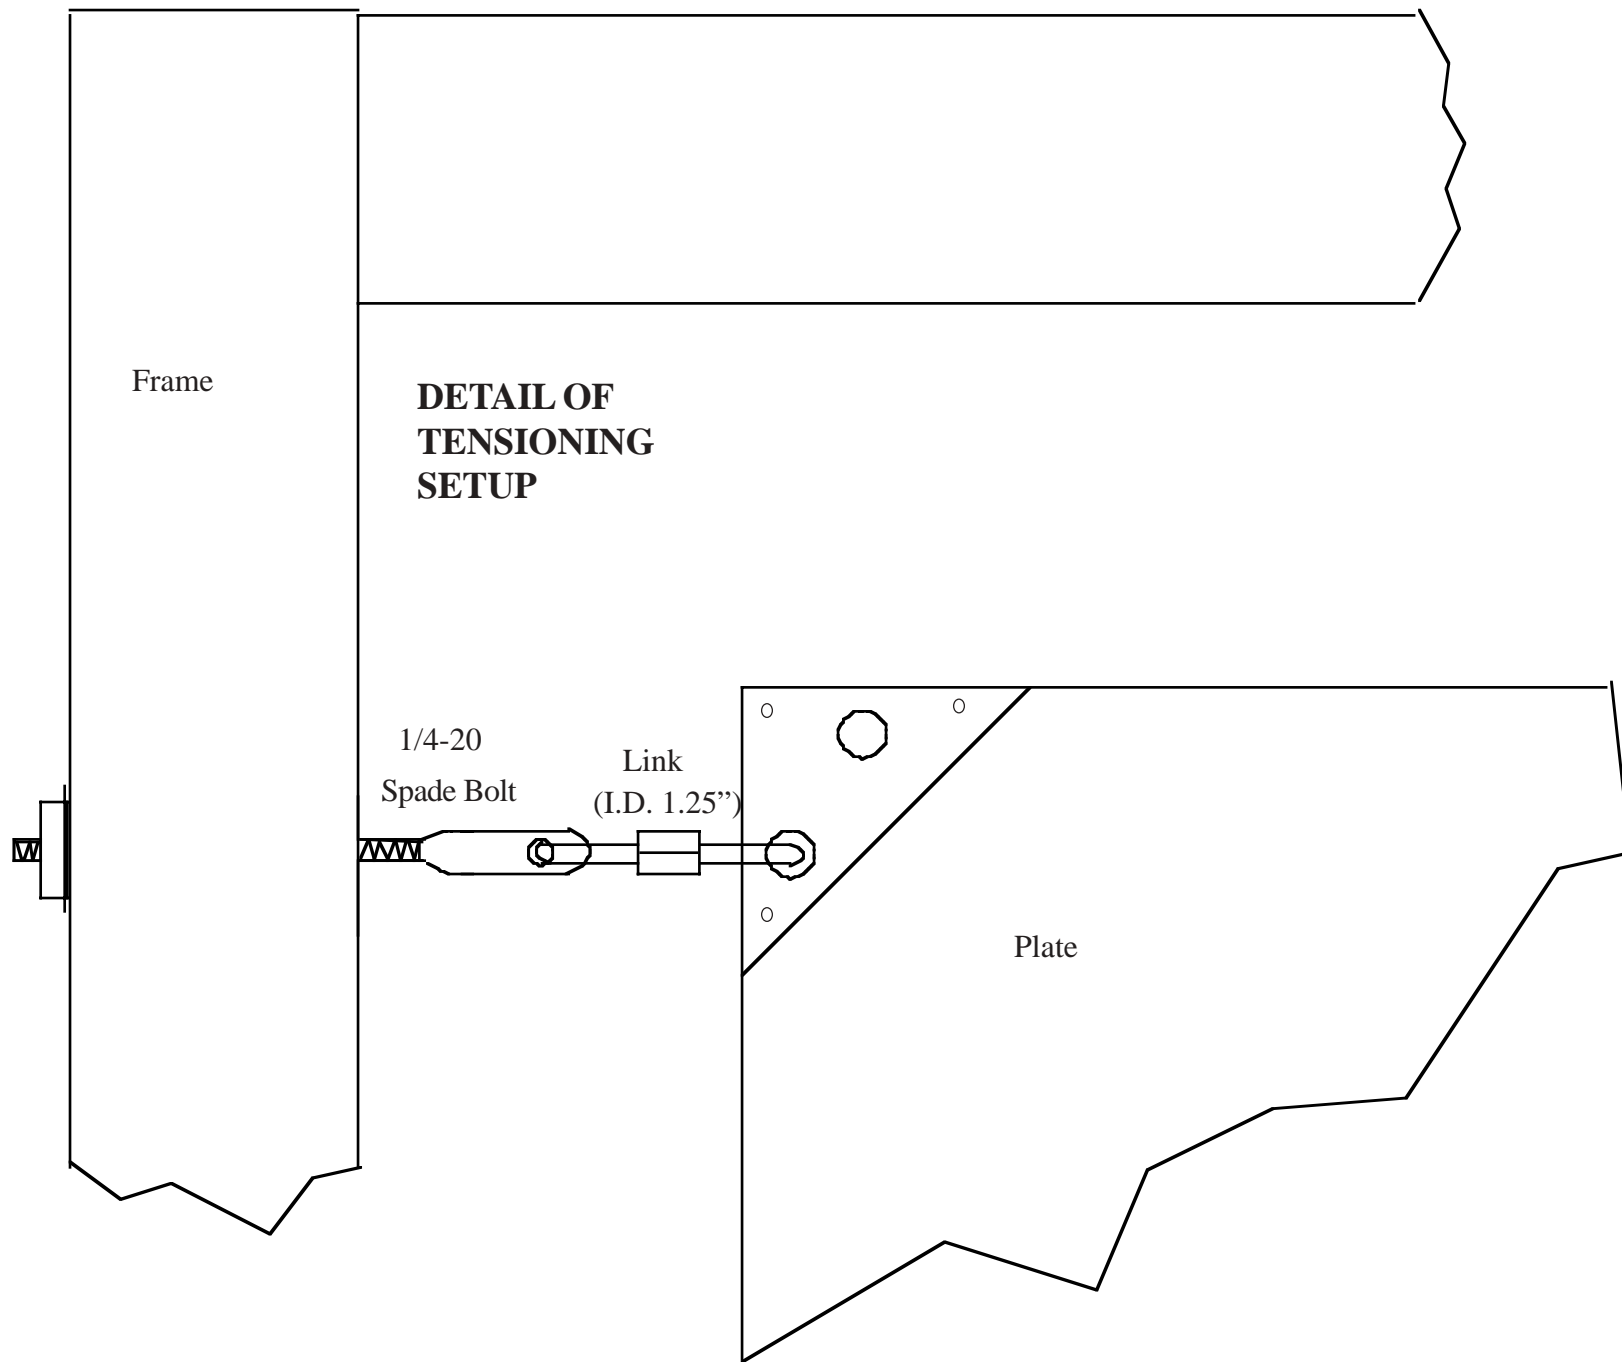 Frame
DETAIL OF
TENSIONING
SETUP
1/4-20
Spade Bolt
Link
(I.D. 1.25”)
Plate